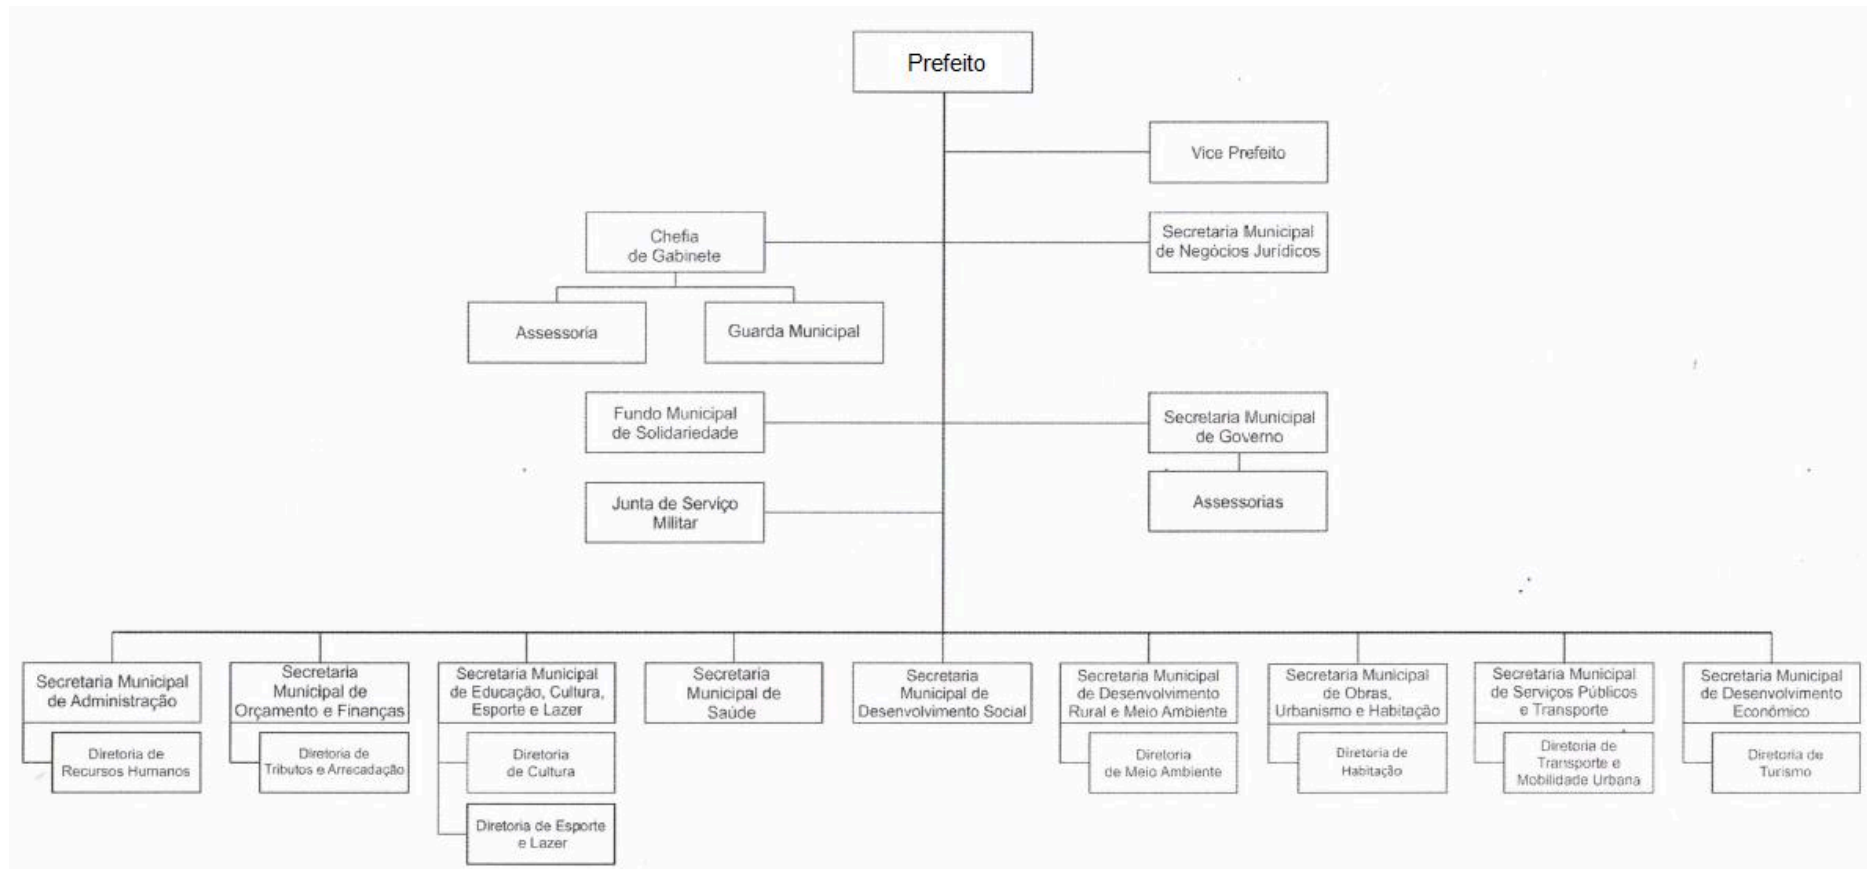 Prefeito
Vice Prefeito
Chefia
de Gabinete
Secretaria Municipal
de Negócios Jurídicos
Assessoria
Guarda Municipal
Fundo Municipal
de Solidariedade
Secretaria Municipal
de Governo
Junta de Serviço
Militar
Assessorias
Secretaria Municipal
de Administração
Diretoria de
Recursos Humanos
Secretaria
Municipal de
Orçamento e Finanças
Diretoria de
Tributos e Arrecadação
Secretaria Municipal
de Educação, Cultura,
Esporte e Lazer
Diretoria
de Cultura
Diretoria de Esporte
e Lazer
Secretaria
Municipal de
Saúde
Secretaria
Municipal de
Desenvolvimento Social
Secretaria Municipal
de Desenvolvimento
Rural e Meio Ambiente
Diretoria
de Meio Ambiente
Secretaria Municipal
de Obras,
Urbanismo e Habitação
Diretoria de
Habitação
Secretaria Municipal
de Serviços Públicos
e Transporte
Diretoria de
Transporte e
Mobilidade Urbana
Secretaria Municipal
de Desenvolvimento
Econômico
Diretoria de
Turismo